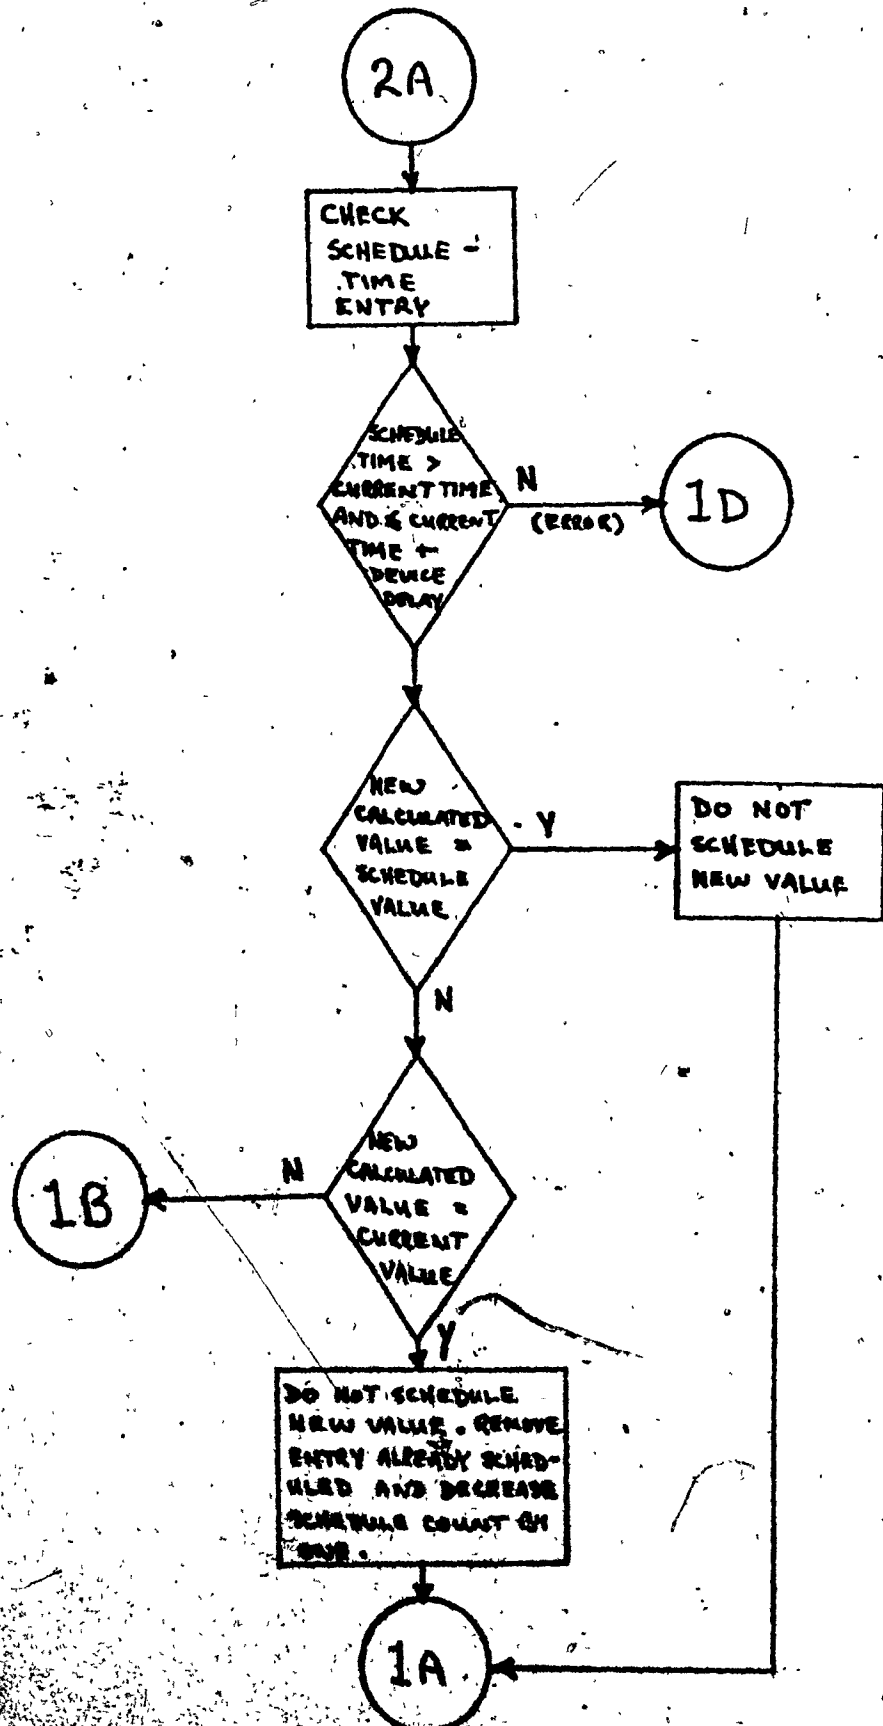 2A
CHECK
SCHEDULE -
TIME
ENTRY
SCHEDULE
TIME >
CURRENT TIME
AND ≤ CURRENT
TIME +
DEVICE
DELAY
N
(ERROR)
1D
NEW
CALCULATED
VALUE =
SCHEDULE
VALUE
Y
DO NOT
SCHEDULE
NEW VALUE
N
NEW
CALCULATED
VALUE =
CURRENT
VALUE
N
1B
Y
DO NOT SCHEDULE
NEW VALUE. REMOVE
ENTRY ALREADY SCHED-
ULED AND DECREASE
SCHEDULE COUNT BY
ONE.
1A